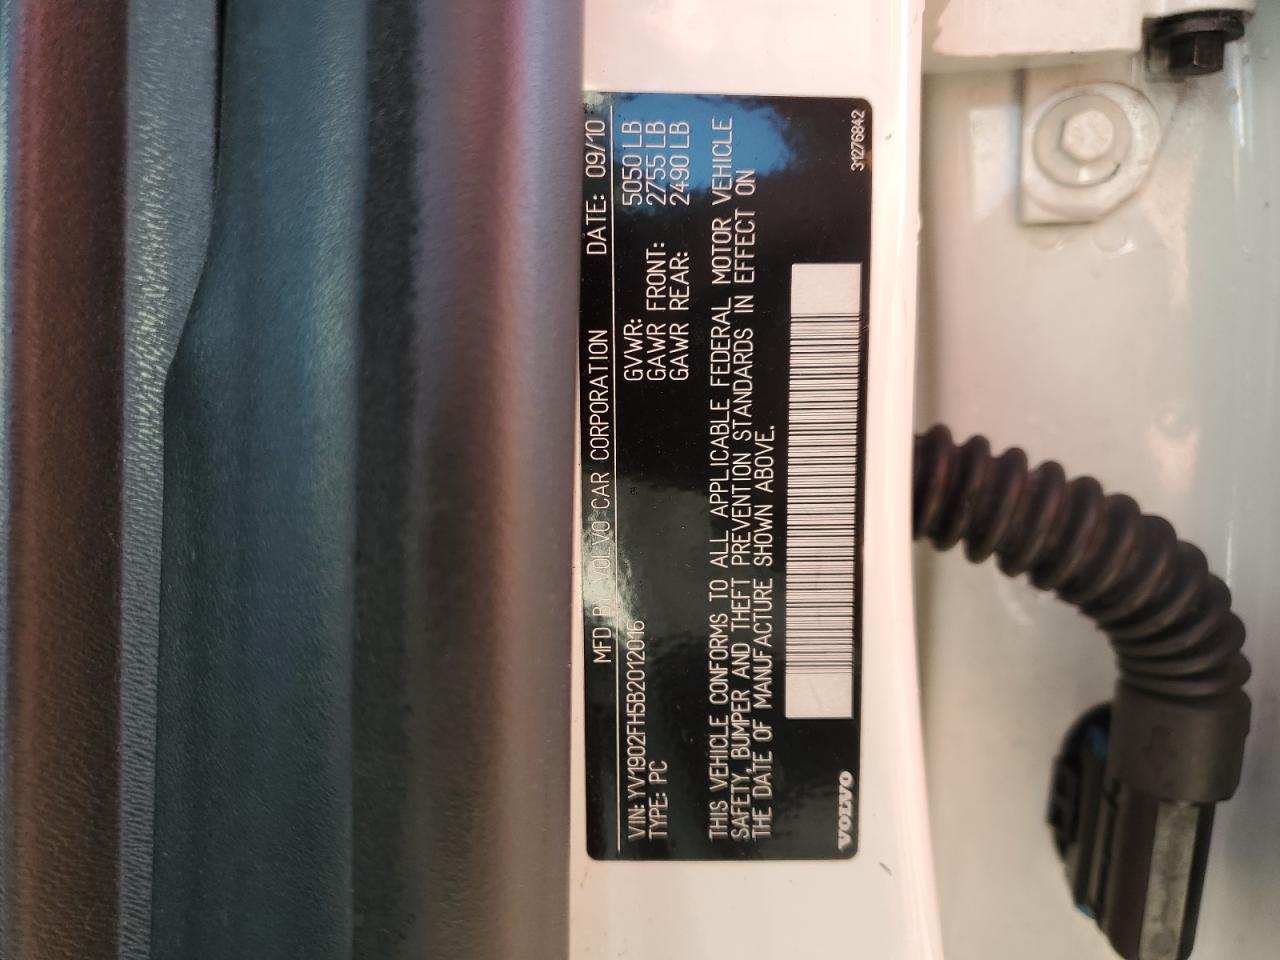 MFD BY VOLVO CAR CORPORATION DATE: 09/10
VIN: YV1902FH5B2012016 GVWR: 5050 LB
TYPE: PC GAWR FRONT: 2755 LB
GAWR REAR: 2490 LB
THIS VEHICLE CONFORMS TO ALL APPLICABLE FEDERAL MOTOR VEHICLE
SAFETY, BUMPER AND THEFT PREVENTION STANDARDS IN EFFECT ON
THE DATE OF MANUFACTURE SHOWN ABOVE.
VOLVO 31276842